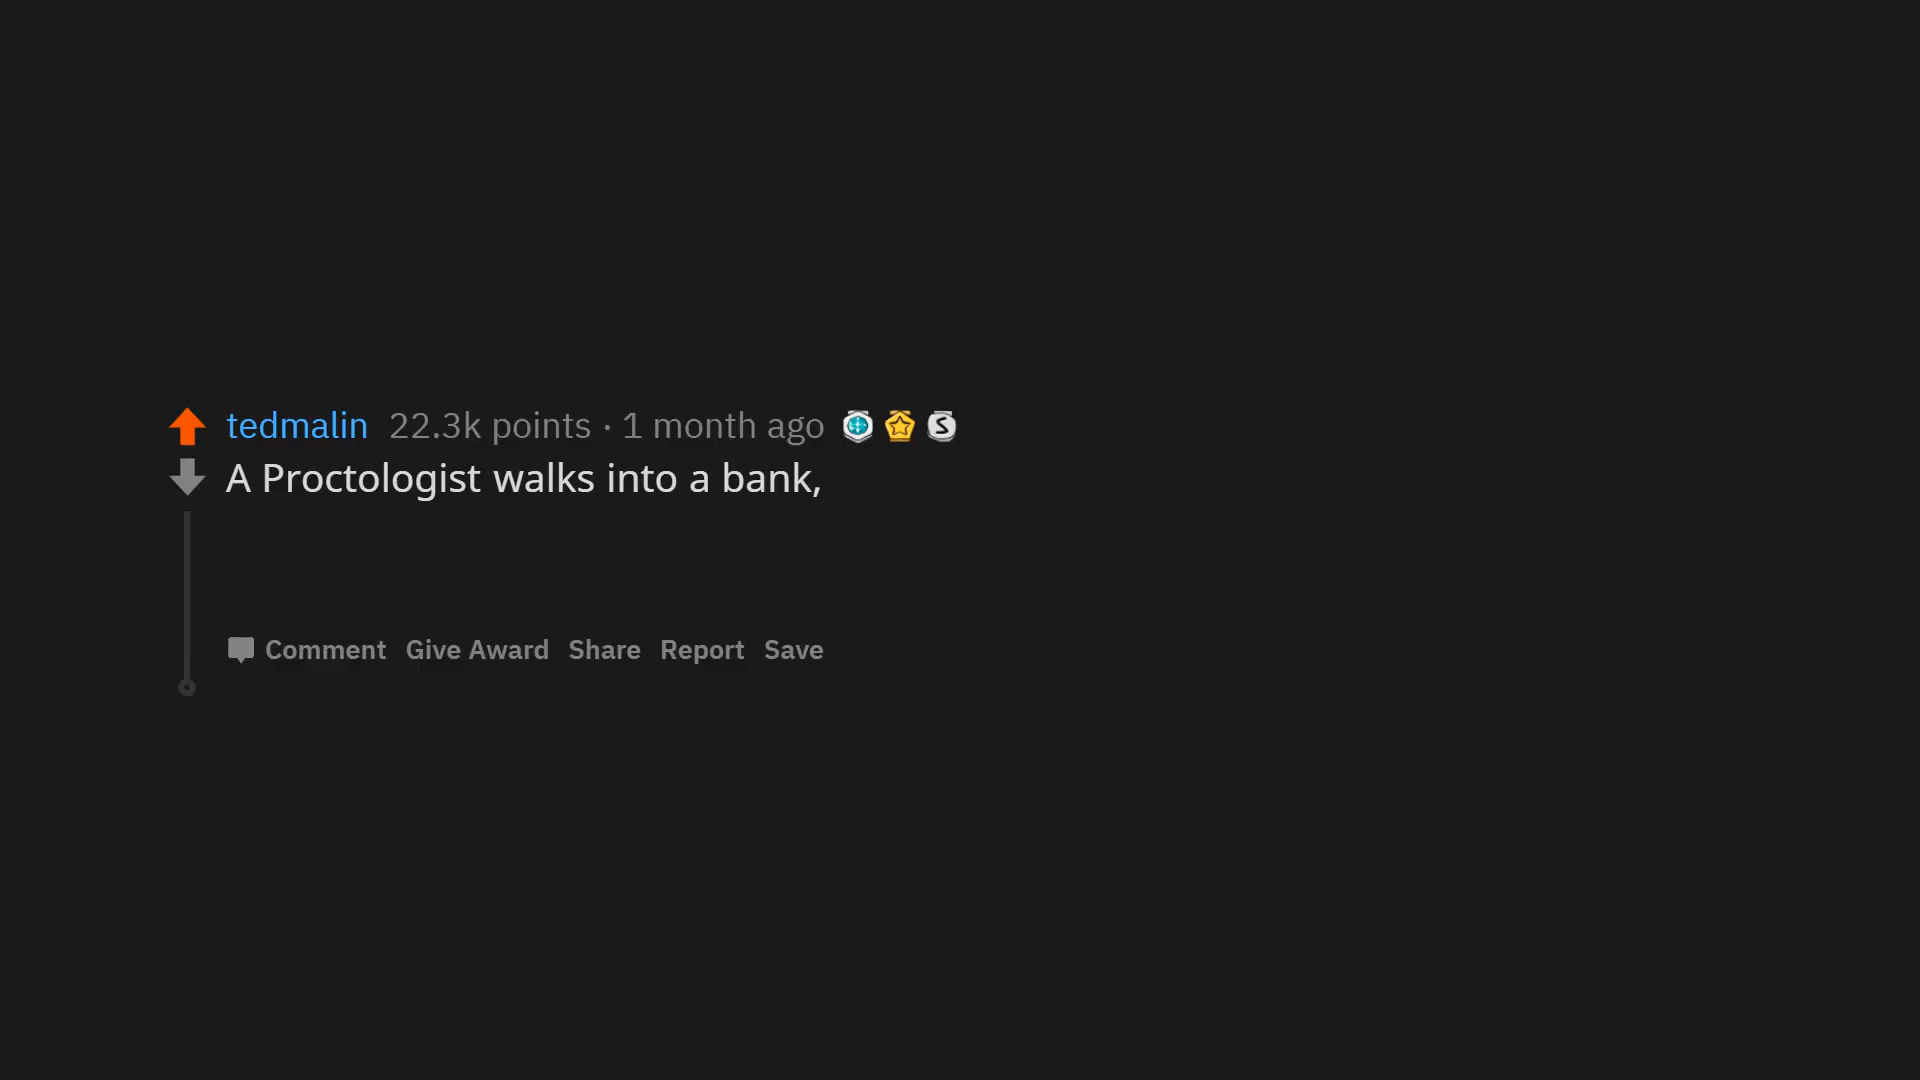 tedmalin 22.3k points · 1 month ago
A Proctologist walks into a bank,
Comment Give Award Share Report Save